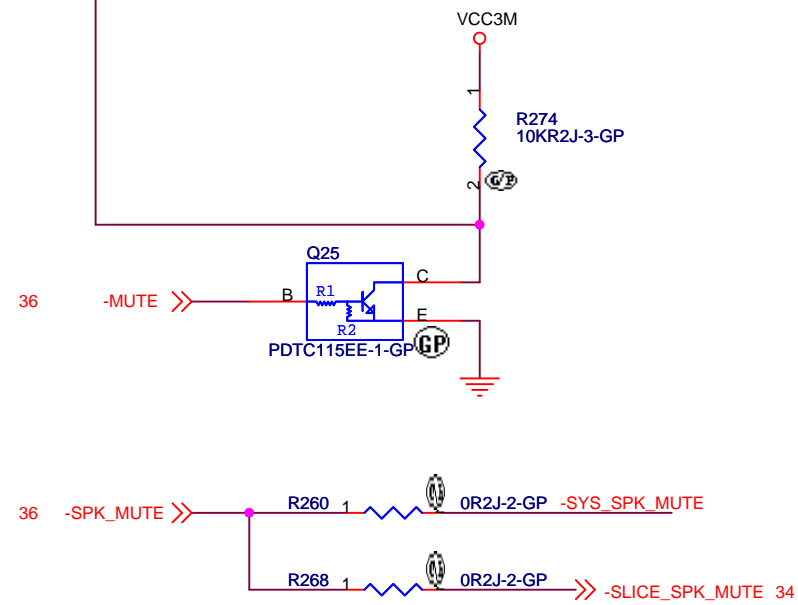 VCC3M
1
R274
10KR2J-3-GP
2
G/P
Q25
C
36 -MUTE B R1
E
R2
PDTC115EE-1-GP GP
36 -SPK_MUTE R260 1 0R2J-2-GP -SYS_SPK_MUTE
R268 1 0R2J-2-GP -SLICE_SPK_MUTE 34